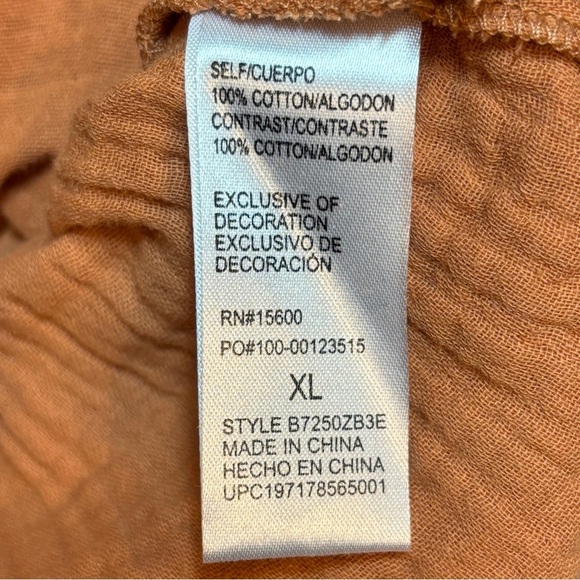 SELF/CUERPO
100% COTTON/ALGODON
CONTRAST/CONTRASTE
100% COTTON/ALGODON
EXCLUSIVE OF
DECORATION
EXCLUSIVO DE
DECORACIÓN
RN#15600
PO#100-00123515
XL
STYLE B7250ZB3E
MADE IN CHINA
HECHO EN CHINA
UPC197178565001